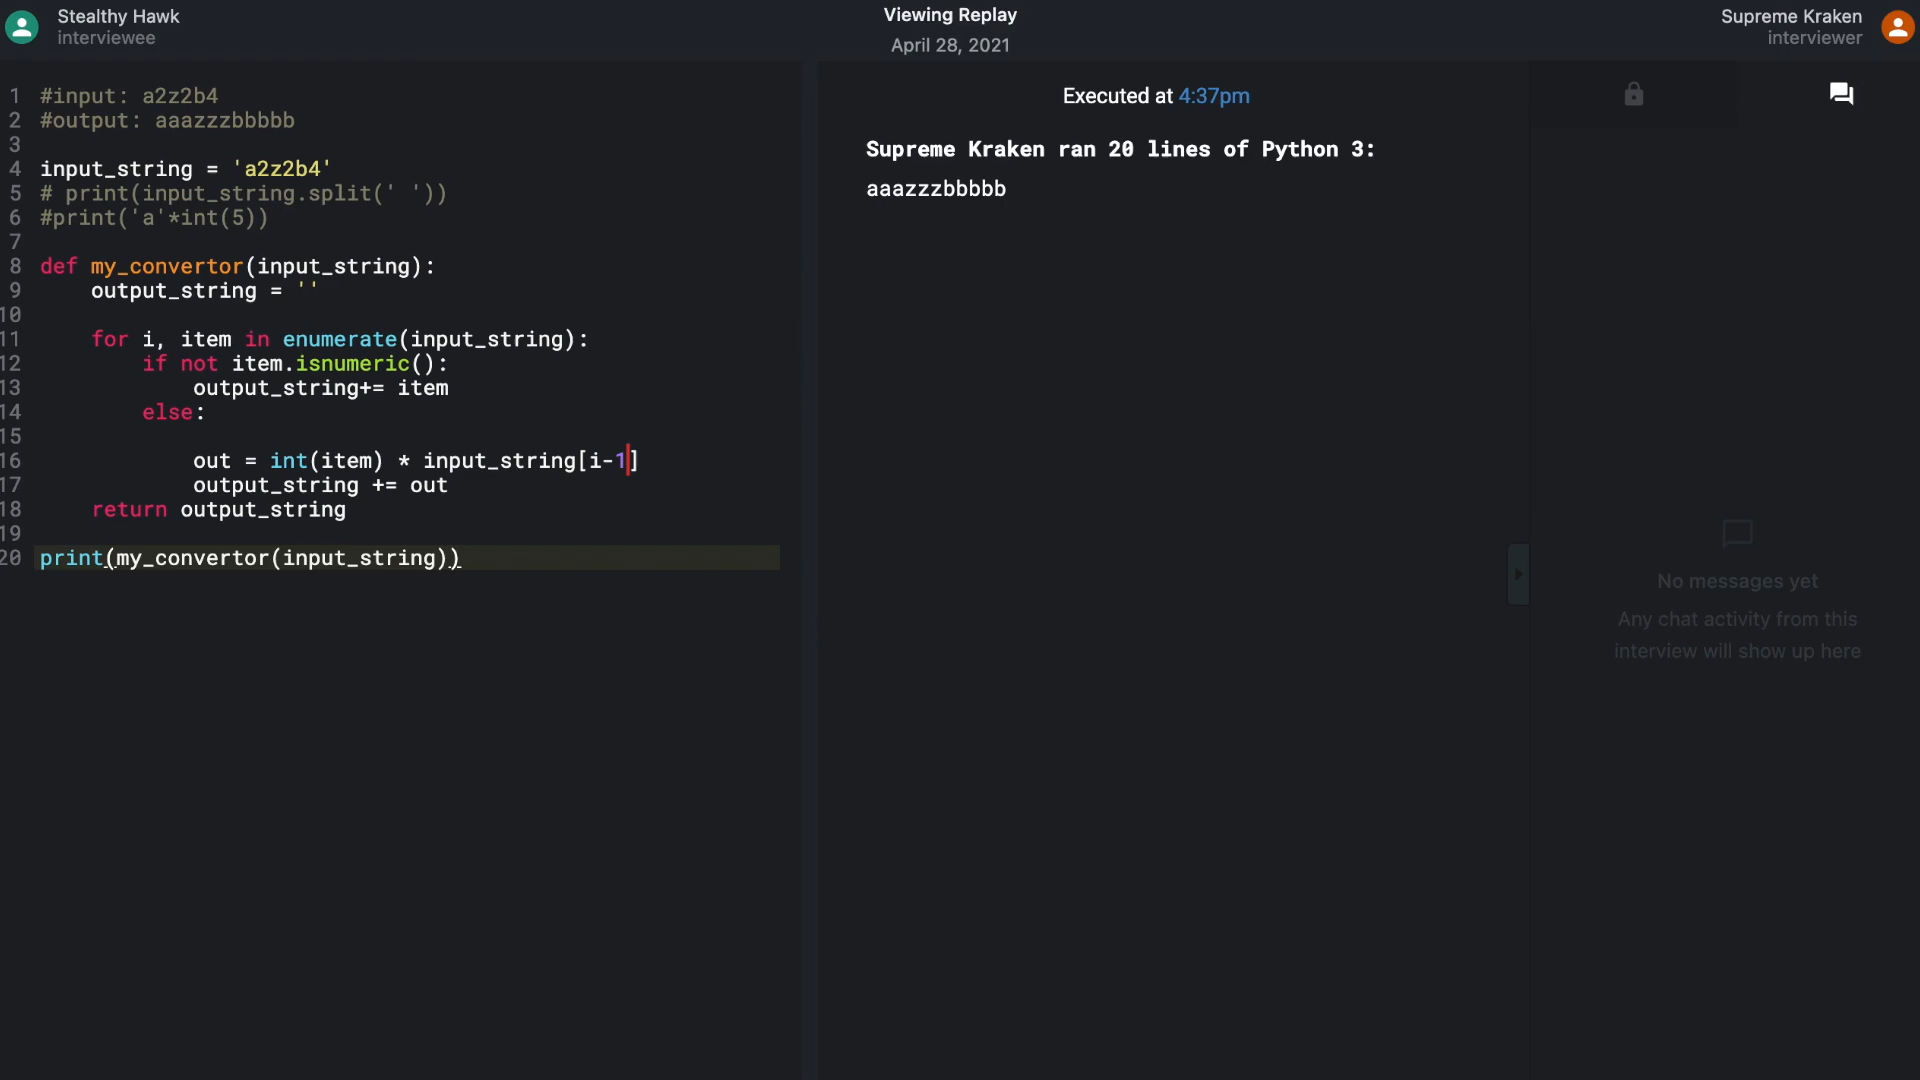 Stealthy Hawk
interviewee
Viewing Replay
April 28, 2021
Supreme Kraken
interviewer
1 #input: a2z2b4
2 #output: aaazzzbbbbb
3
4 input_string = 'a2z2b4'
5 # print(input_string.split(' '))
6 #print('a'*int(5))
7
8 def my_convertor(input_string):
9     output_string = ''
10
11     for i, item in enumerate(input_string):
12         if not item.isnumeric():
13             output_string+= item
14         else:
15
16             out = int(item) * input_string[i-1]
17             output_string += out
18     return output_string
19
20 print(my_convertor(input_string))
Executed at 4:37pm
Supreme Kraken ran 20 lines of Python 3:
aaazzzbbbbb
No messages yet
Any chat activity from this
interview will show up here